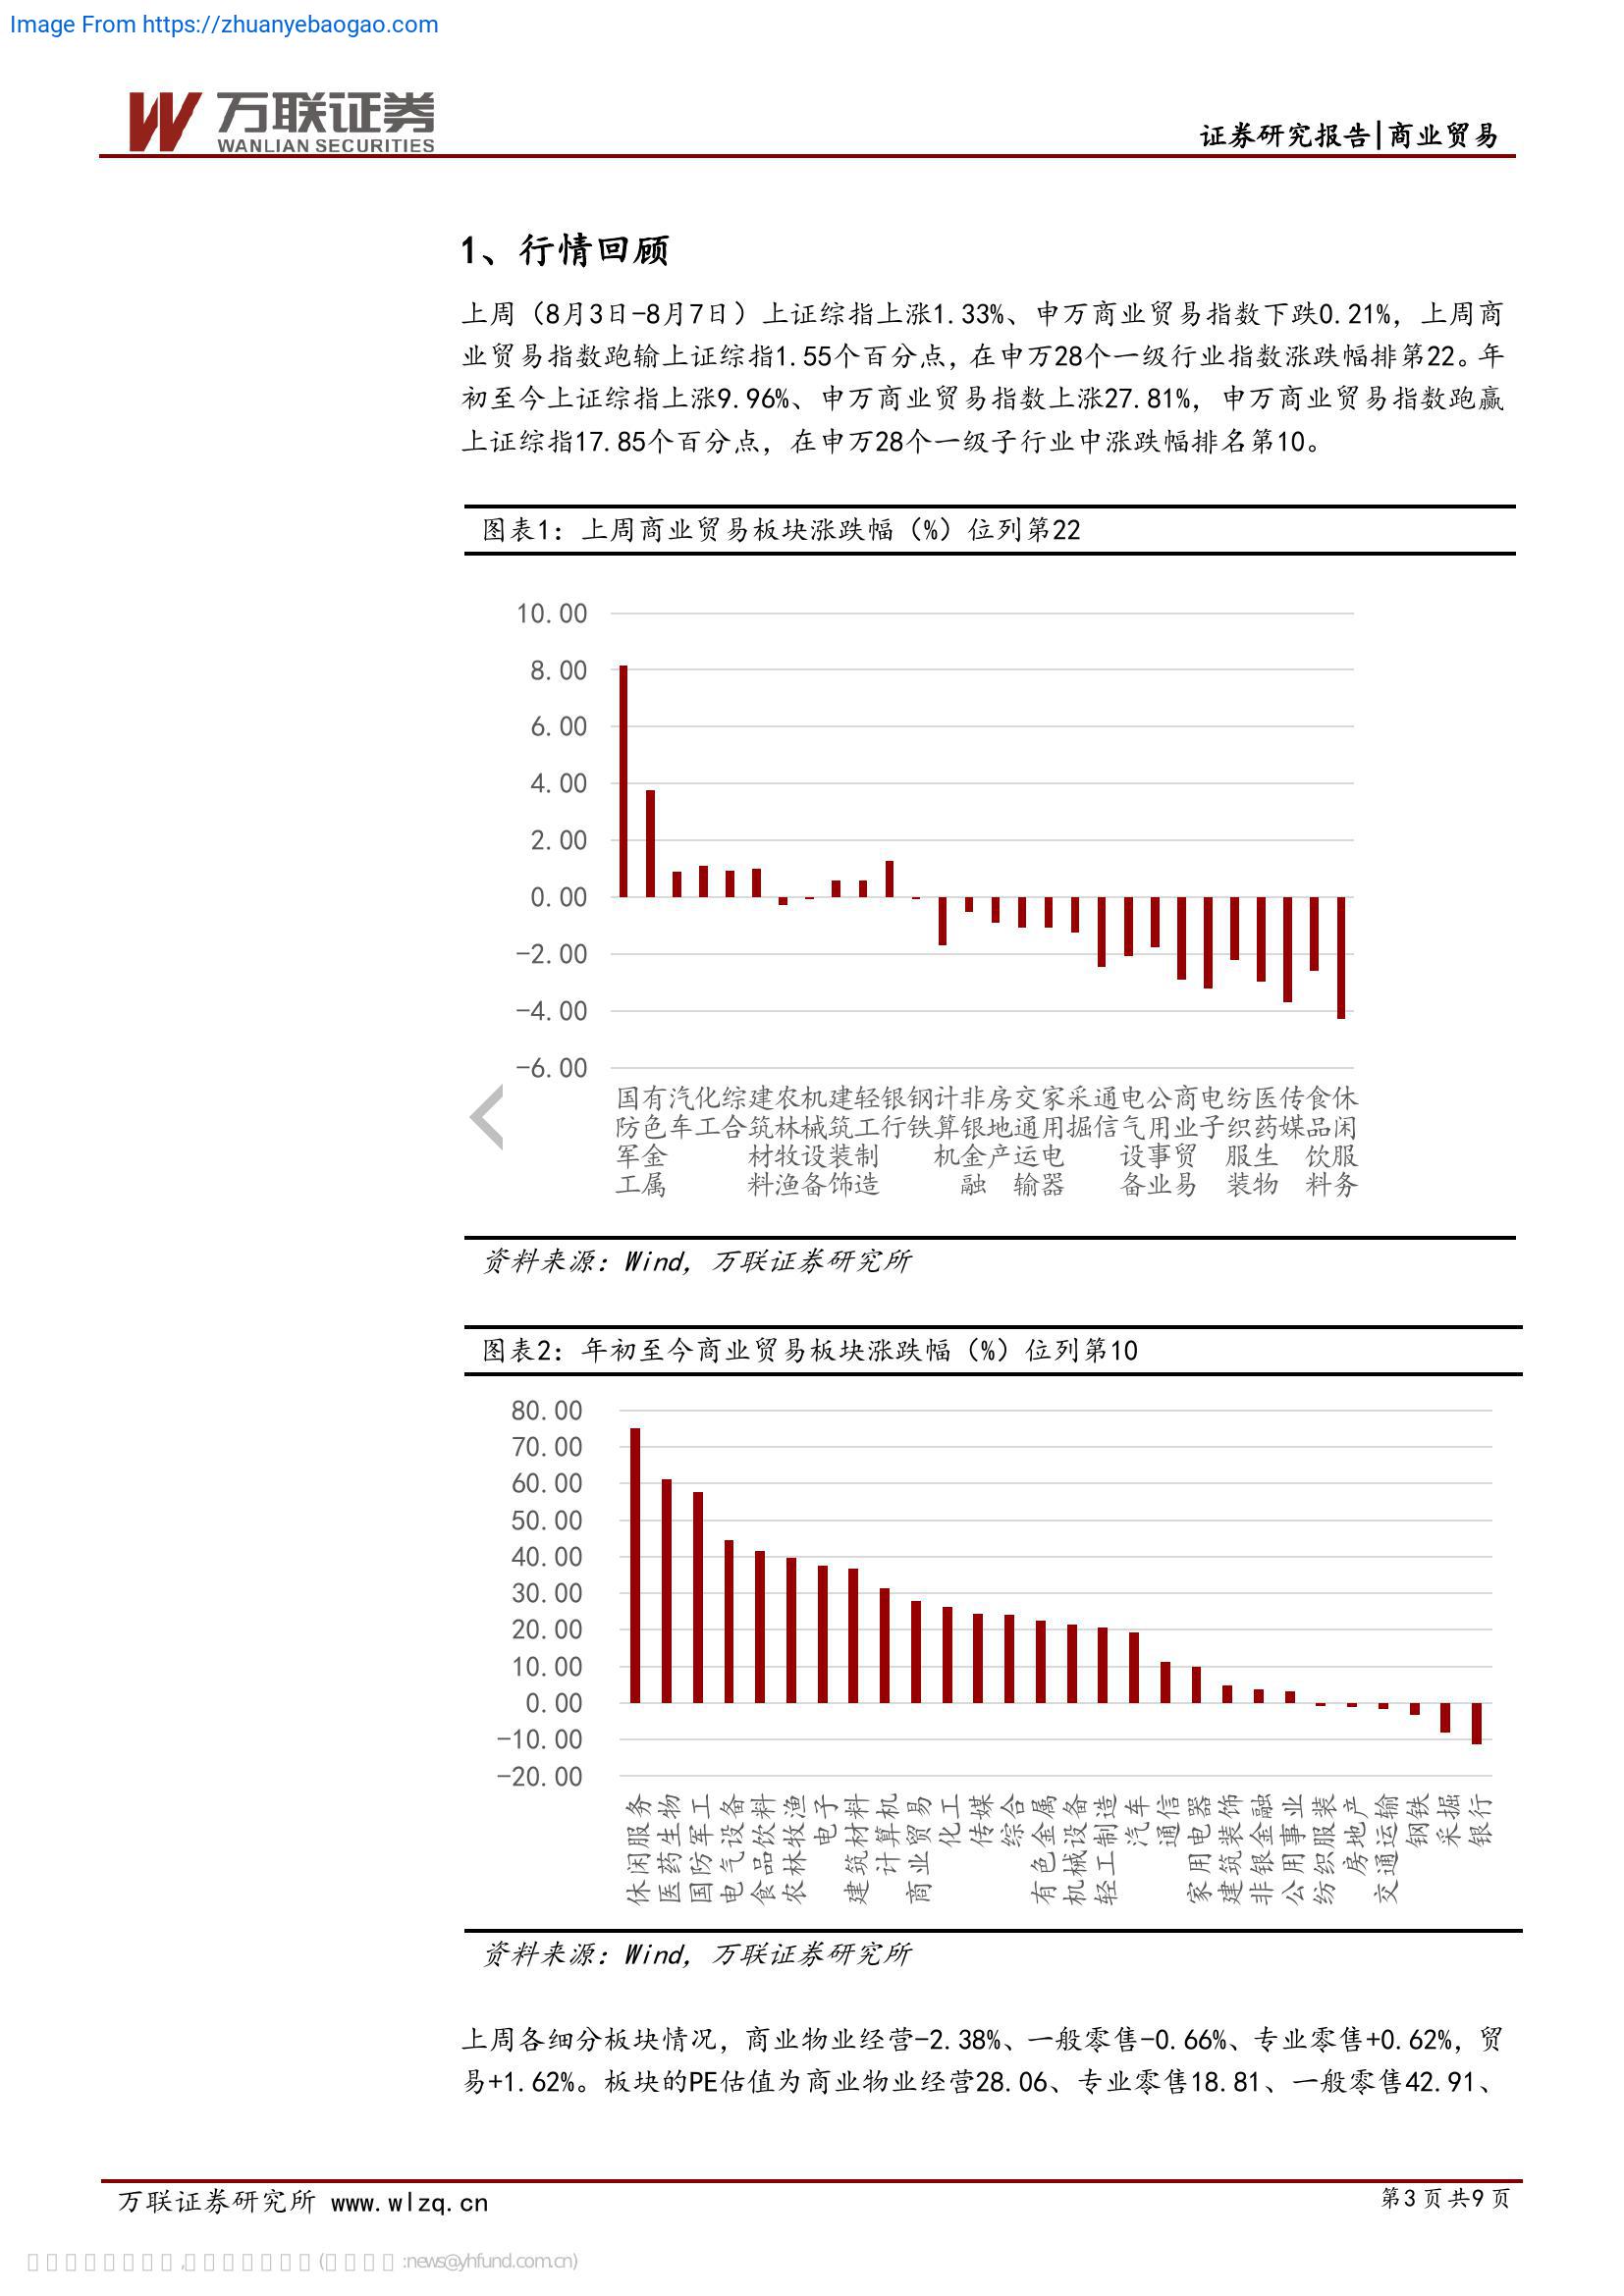 Image From https://zhuanyebaogao.com
万联证券
WANLIAN SECURITIES
证券研究报告|商业贸易
1、行情回顾
上周（8月3日-8月7日）上证综指上涨1.33%、申万商业贸易指数下跌0.21%，上周商
业贸易指数跑输上证综指1.55个百分点，在申万28个一级行业指数涨跌幅排第22。年
初至今上证综指上涨9.96%、申万商业贸易指数上涨27.81%，申万商业贸易指数跑赢
上证综指17.85个百分点，在申万28个一级子行业中涨跌幅排名第10。
图表1：上周商业贸易板块涨跌幅（%）位列第22
10.00
8.00
6.00
4.00
2.00
0.00
-2.00
-4.00
-6.00
国防军工
有色金属
汽车
化工
综合
建筑材料
农林牧渔
机械设备
建筑装饰
轻工制造
银行
钢铁
计算机
非银金融
房地产
交通运输
家用电器
采掘
通信
电气设备
公用事业
商业贸易
电子
纺织服装
医药生物
传媒
食品饮料
休闲服务
资料来源：Wind，万联证券研究所
图表2：年初至今商业贸易板块涨跌幅（%）位列第10
80.00
70.00
60.00
50.00
40.00
30.00
20.00
10.00
0.00
-10.00
-20.00
休闲服务
医药生物
国防军工
电气设备
食品饮料
农林牧渔
电子
建筑材料
计算机
商业贸易
化工
传媒
综合
有色金属
机械设备
轻工制造
汽车
通信
家用电器
建筑装饰
非银金融
公用事业
纺织服装
房地产
交通运输
钢铁
采掘
银行
资料来源：Wind，万联证券研究所
上周各细分板块情况，商业物业经营-2.38%、一般零售-0.66%、专业零售+0.62%，贸
易+1.62%。板块的PE估值为商业物业经营28.06、专业零售18.81、一般零售42.91、
万联证券研究所 www.wlzq.cn
第3页共9页
:news@yhfund.com.cn)